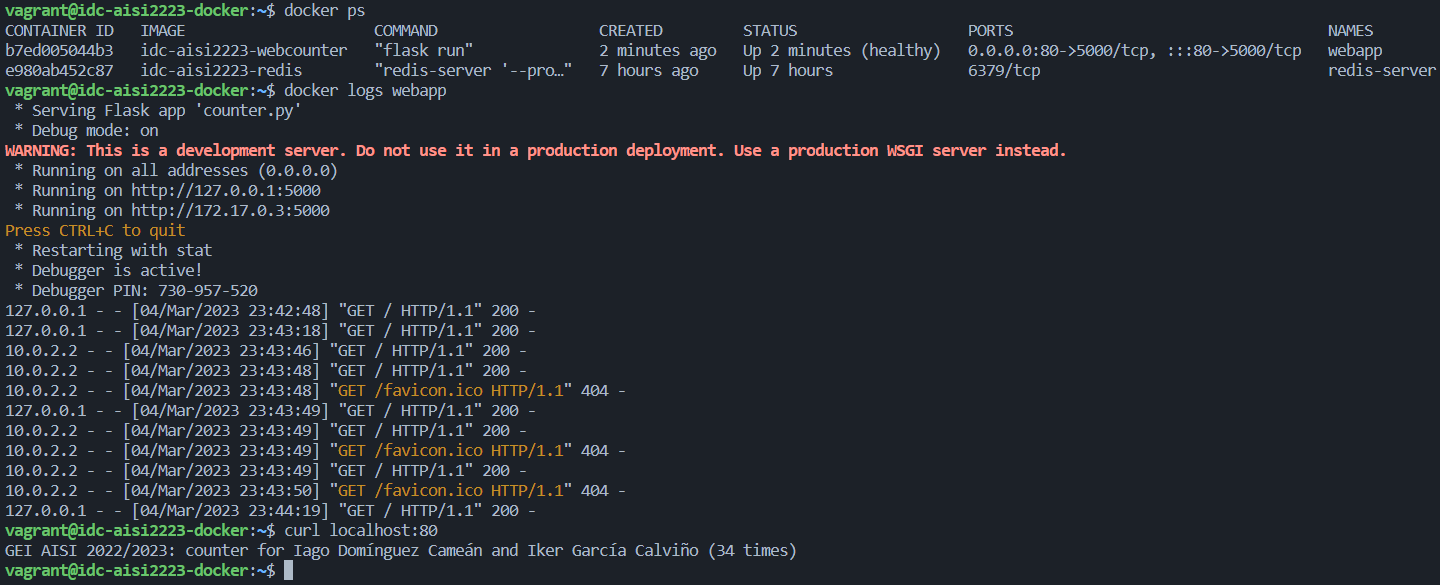 vagrant@idc-aisi2223-docker:~$ docker ps
CONTAINER ID   IMAGE                    COMMAND                  CREATED         STATUS                   PORTS                                 NAMES
b7ed005044b3   idc-aisi2223-webcounter   "flask run"              2 minutes ago   Up 2 minutes (healthy)   0.0.0.0:80->5000/tcp, :::80->5000/tcp   webapp
e980ab452c87   idc-aisi2223-redis        "redis-server '--pro…"   7 hours ago     Up 7 hours               6379/tcp                                redis-server
vagrant@idc-aisi2223-docker:~$ docker logs webapp
 * Serving Flask app 'counter.py'
 * Debug mode: on
WARNING: This is a development server. Do not use it in a production deployment. Use a production WSGI server instead.
 * Running on all addresses (0.0.0.0)
 * Running on http://127.0.0.1:5000
 * Running on http://172.17.0.3:5000
Press CTRL+C to quit
 * Restarting with stat
 * Debugger is active!
 * Debugger PIN: 730-957-520
127.0.0.1 - - [04/Mar/2023 23:42:48] "GET / HTTP/1.1" 200 -
127.0.0.1 - - [04/Mar/2023 23:43:18] "GET / HTTP/1.1" 200 -
10.0.2.2 - - [04/Mar/2023 23:43:46] "GET / HTTP/1.1" 200 -
10.0.2.2 - - [04/Mar/2023 23:43:48] "GET / HTTP/1.1" 200 -
10.0.2.2 - - [04/Mar/2023 23:43:48] "GET /favicon.ico HTTP/1.1" 404 -
127.0.0.1 - - [04/Mar/2023 23:43:49] "GET / HTTP/1.1" 200 -
10.0.2.2 - - [04/Mar/2023 23:43:49] "GET / HTTP/1.1" 200 -
10.0.2.2 - - [04/Mar/2023 23:43:49] "GET /favicon.ico HTTP/1.1" 404 -
10.0.2.2 - - [04/Mar/2023 23:43:49] "GET / HTTP/1.1" 200 -
10.0.2.2 - - [04/Mar/2023 23:43:50] "GET /favicon.ico HTTP/1.1" 404 -
127.0.0.1 - - [04/Mar/2023 23:44:19] "GET / HTTP/1.1" 200 -
vagrant@idc-aisi2223-docker:~$ curl localhost:80
GEI AISI 2022/2023: counter for Iago Domínguez Cameán and Iker García Calviño (34 times)
vagrant@idc-aisi2223-docker:~$